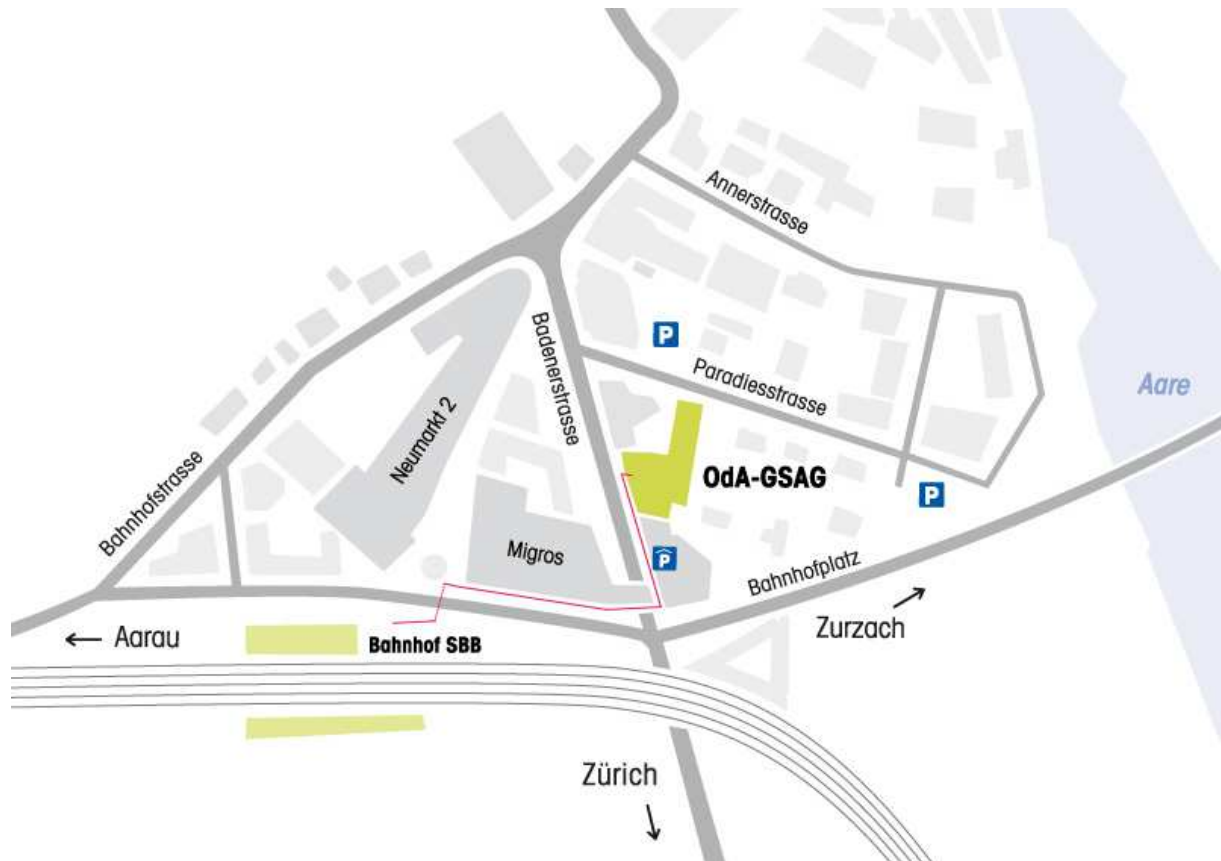 Annerstrasse
P
Badenerstrasse
Paradiesstrasse
Aare
Neumarkt 2
Bahnhofstrasse
OdA-GSAG
P
Migros
P
Bahnhofplatz
Zurzach
← Aarau
Bahnhof SBB
Zürich